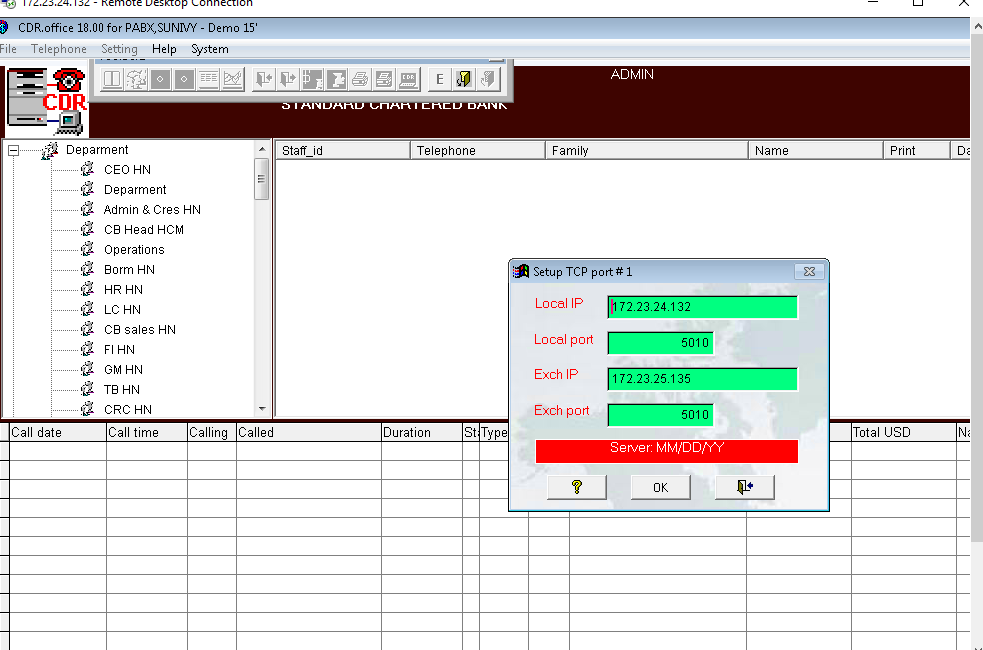 172.23.24.132 - Remote Desktop Connection
CDR.office 18.00 for PABX,SUNIVY - Demo 15'
File Telephone Setting Help System
E
ADMIN
CDR
STANDARD CHARTERED BANK
Deparment
CEO HN
Deparment
Admin & Cres HN
CB Head HCM
Operations
Borm HN
HR HN
LC HN
CB sales HN
FI HN
GM HN
TB HN
CRC HN
Staff_id Telephone Family Name Print Da
Setup TCP port # 1
Local IP 172.23.24.132
Local port 5010
Exch IP 172.23.25.135
Exch port 5010
Server: MM/DD/YY
? OK
Call date Call time Calling Called Duration Sta Type Total USD Na